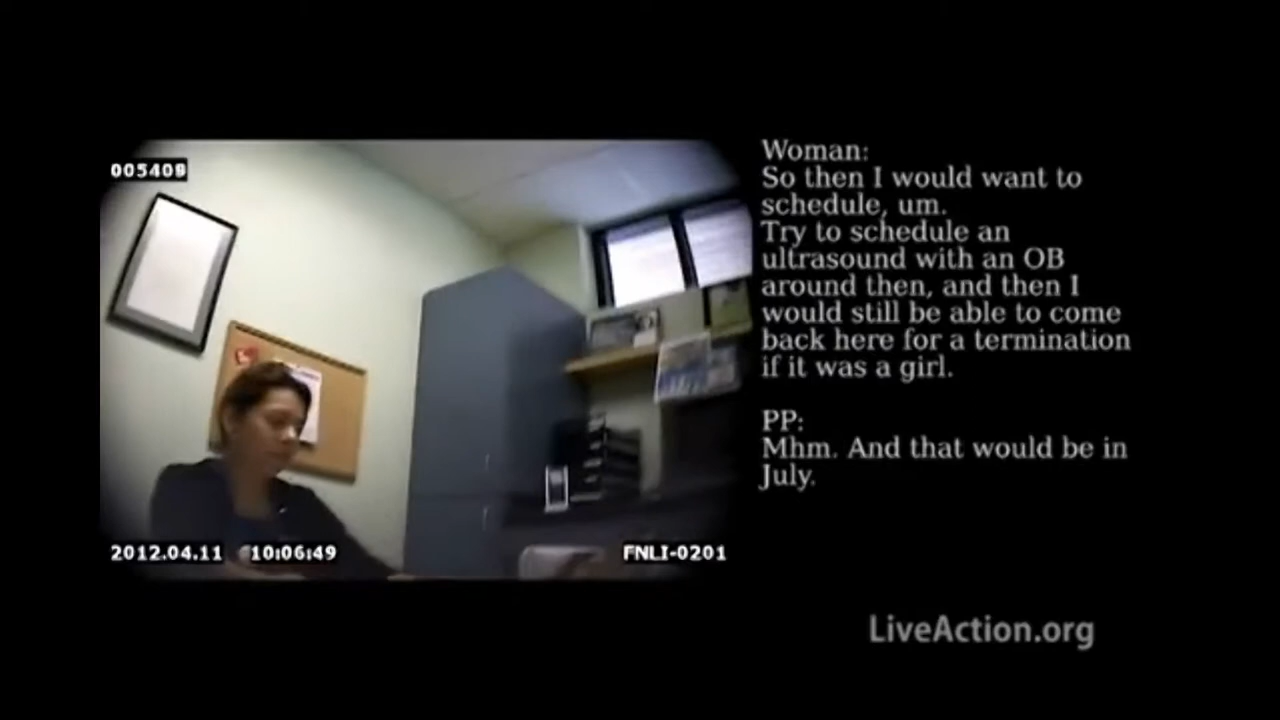 005409
2012.04.11 10:06:49 FNLI-0201
Woman:
So then I would want to
schedule, um.
Try to schedule an
ultrasound with an OB
around then, and then I
would still be able to come
back here for a termination
if it was a girl.
PP:
Mhm. And that would be in
July.
LiveAction.org